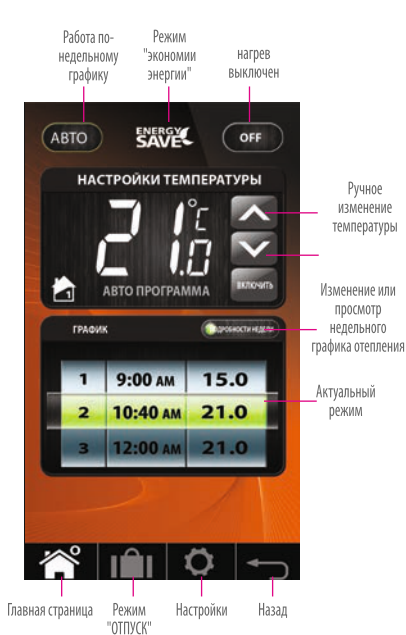 Работа по-
недельному
графику
Режим
"экономии
энергии"
нагрев
выключен
АВТО
ENERGY
SAVE
OFF
НАСТРОЙКИ ТЕМПЕРАТУРЫ
21.0 °C
1
АВТО ПРОГРАММА
ВКЛЮЧИТЬ
Ручное
изменение
температуры
ГРАФИК
ПОДРОБНОСТИ НЕДЕЛИ
Изменение или
просмотр
недельного
графика отепления
1 9:00 AM 15.0
2 10:40 AM 21.0
3 12:00 AM 21.0
Актуальный
режим
Главная страница
Режим
"ОТПУСК"
Настройки
Назад